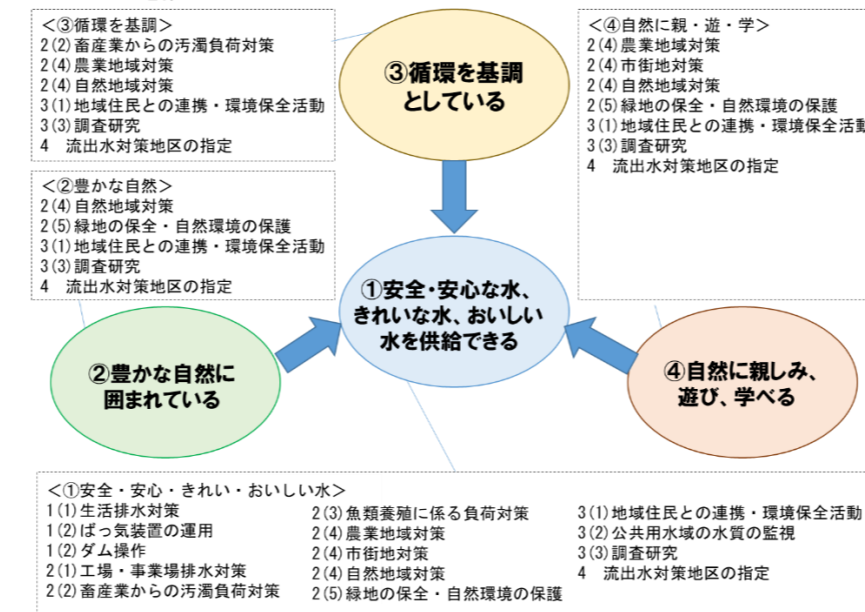 ＜③循環を基調＞
2(2)畜産業からの汚濁負荷対策
2(4)農業地域対策
2(4)自然地域対策
3(1)地域住民との連携・環境保全活動
3(3)調査研究
4　流出水対策地区の指定
③循環を基調
としている
＜④自然に親・遊・学＞
2(4)農業地域対策
2(4)市街地対策
2(4)自然地域対策
2(5)緑地の保全・自然環境の保護
3(1)地域住民との連携・環境保全活動
3(3)調査研究
4　流出水対策地区の指定
＜②豊かな自然＞
2(4)自然地域対策
2(5)緑地の保全・自然環境の保護
3(1)地域住民との連携・環境保全活動
3(3)調査研究
4　流出水対策地区の指定
①安全・安心な水、
きれいな水、おいしい
水を供給できる
②豊かな自然に
囲まれている
④自然に親しみ、
遊び、学べる
＜①安全・安心・きれい・おいしい水＞
1(1)生活排水対策
1(2)ばっ気装置の運用
1(2)ダム操作
2(1)工場・事業場排水対策
2(2)畜産業からの汚濁負荷対策
2(3)魚類養殖に係る負荷対策
2(4)農業地域対策
2(4)市街地対策
2(4)自然地域対策
2(5)緑地の保全・自然環境の保護
3(1)地域住民との連携・環境保全活動
3(2)公共用水域の水質の監視
3(3)調査研究
4　流出水対策地区の指定